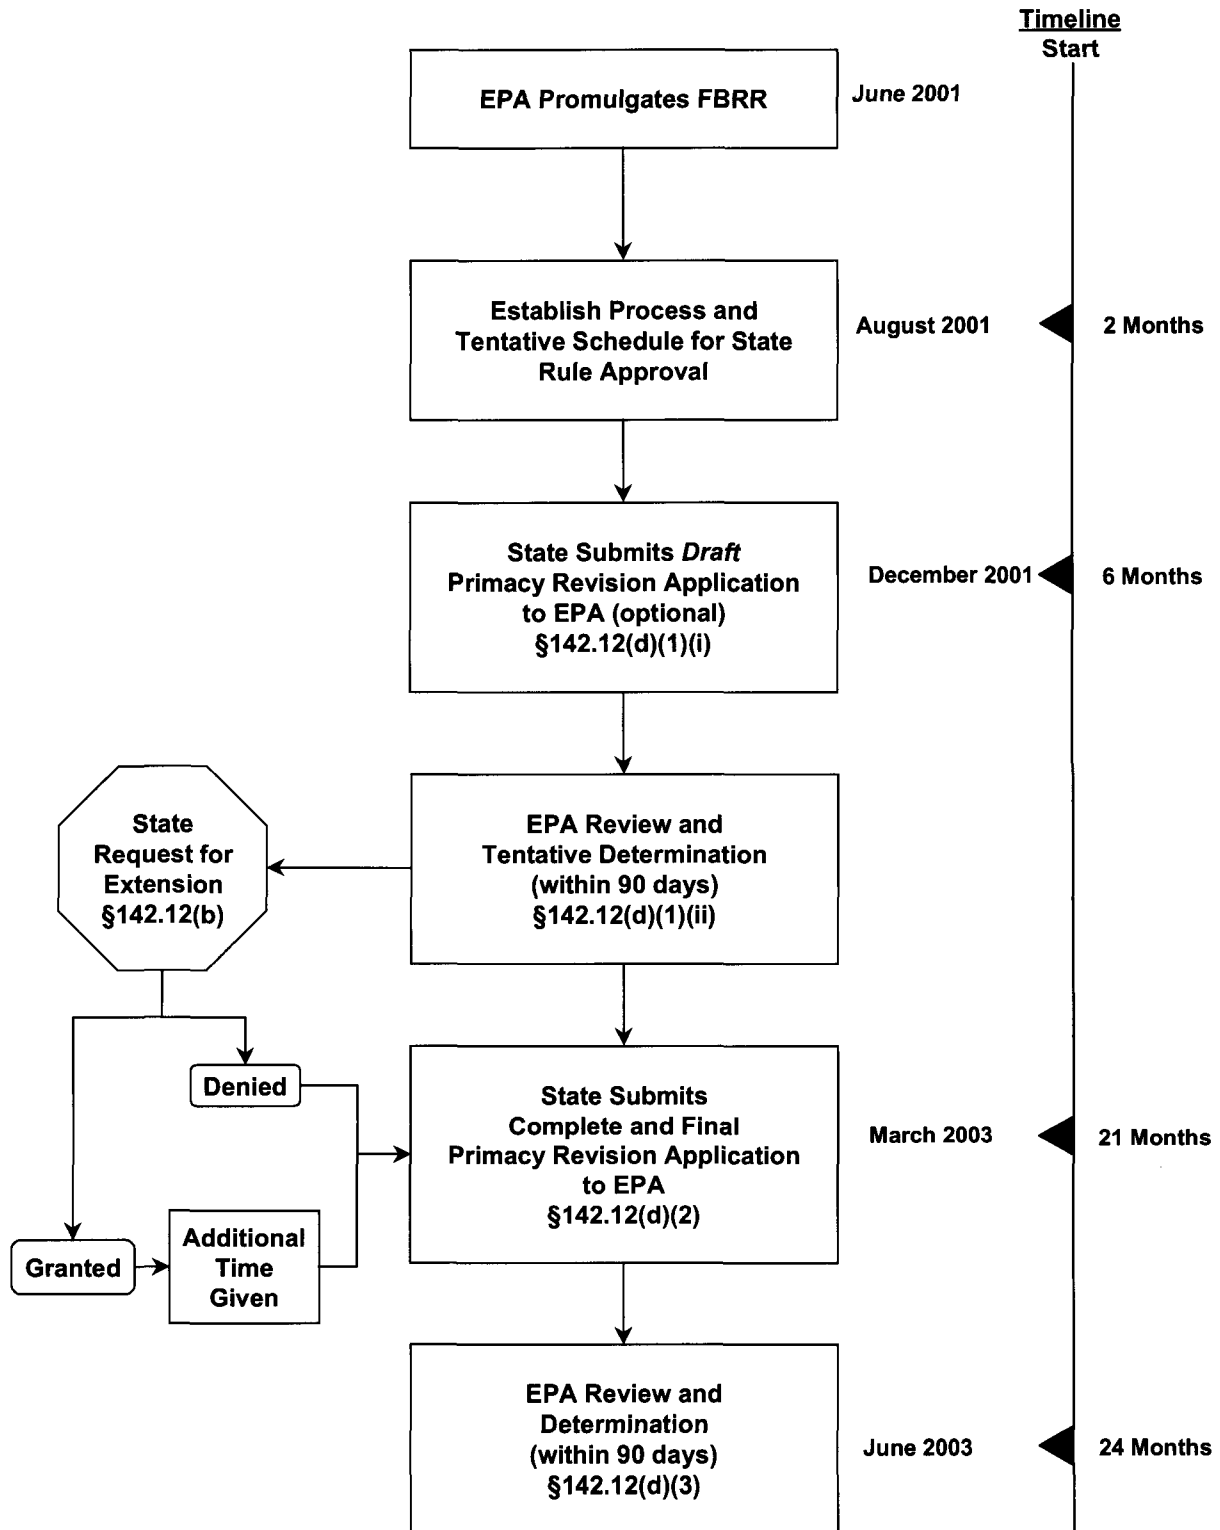 Timeline
Start
EPA Promulgates FBRR
June 2001
Establish Process and
Tentative Schedule for State
Rule Approval
August 2001
2 Months
State Submits Draft
Primacy Revision Application
to EPA (optional)
§142.12(d)(1)(i)
December 2001
6 Months
EPA Review and
Tentative Determination
(within 90 days)
§142.12(d)(1)(ii)
State
Request for
Extension
§142.12(b)
Denied
Granted
Additional
Time
Given
State Submits
Complete and Final
Primacy Revision Application
to EPA
§142.12(d)(2)
March 2003
21 Months
EPA Review and
Determination
(within 90 days)
§142.12(d)(3)
June 2003
24 Months